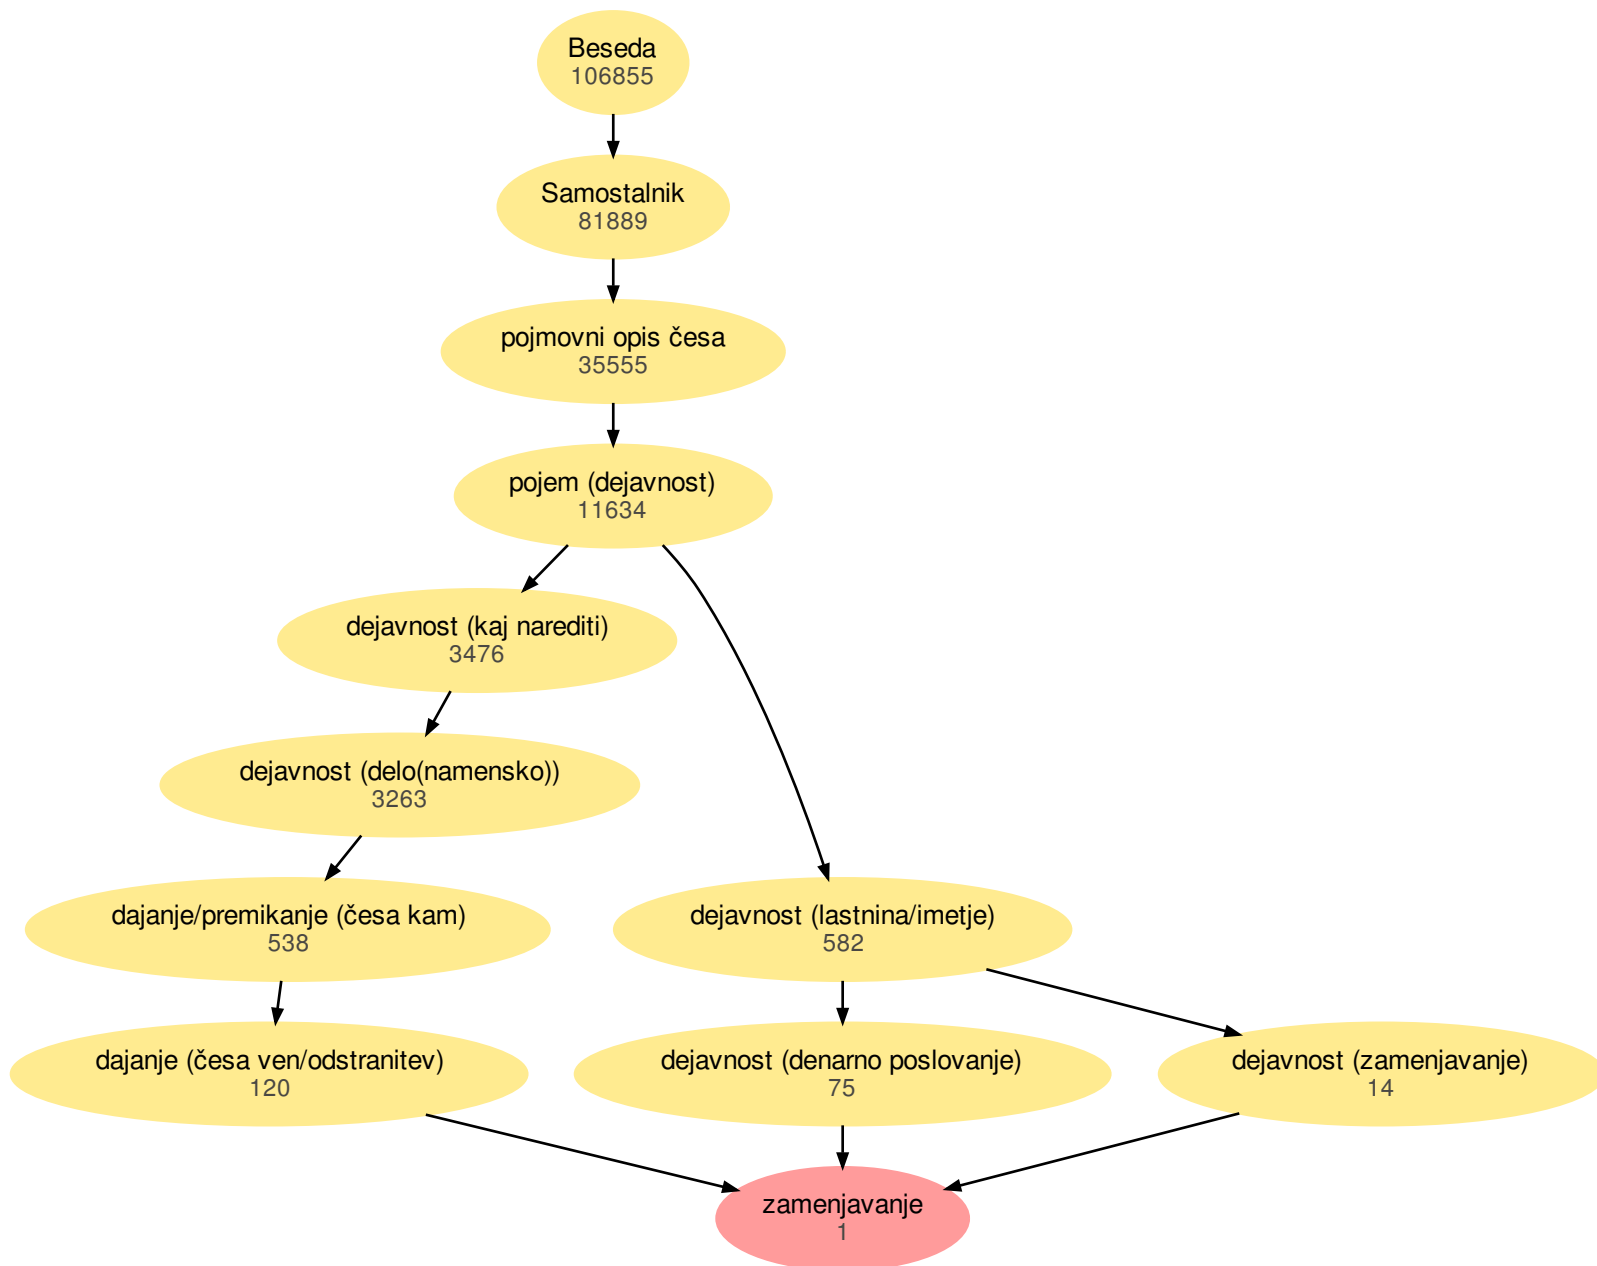 Beseda
106855
Samostalnik
81889
pojmovni opis česa
35555
pojem (dejavnost)
11634
dejavnost (kaj narediti)
3476
dejavnost (delo(namensko))
3263
dajanje/premikanje (česa kam)
538
dejavnost (lastnina/imetje)
582
dajanje (česa ven/odstranitev)
120
dejavnost (denarno poslovanje)
75
dejavnost (zamenjavanje)
14
zamenjavanje
1